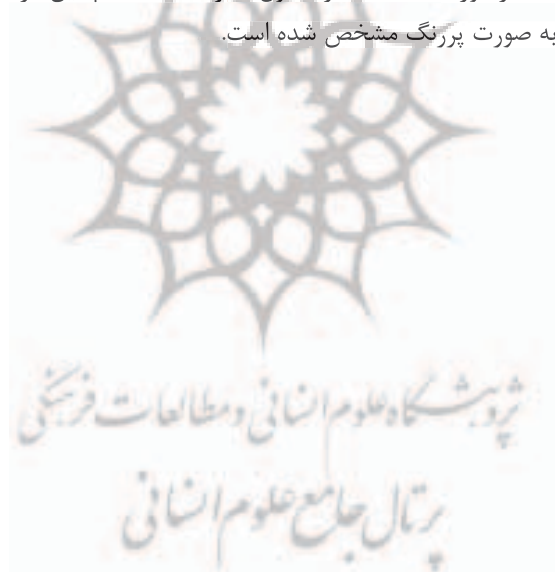 به صورت پررنگ مشخص شده است.
پژوهشگاه علوم انسانی و مطالعات فرهنگی
پرتال جامع علوم انسانی